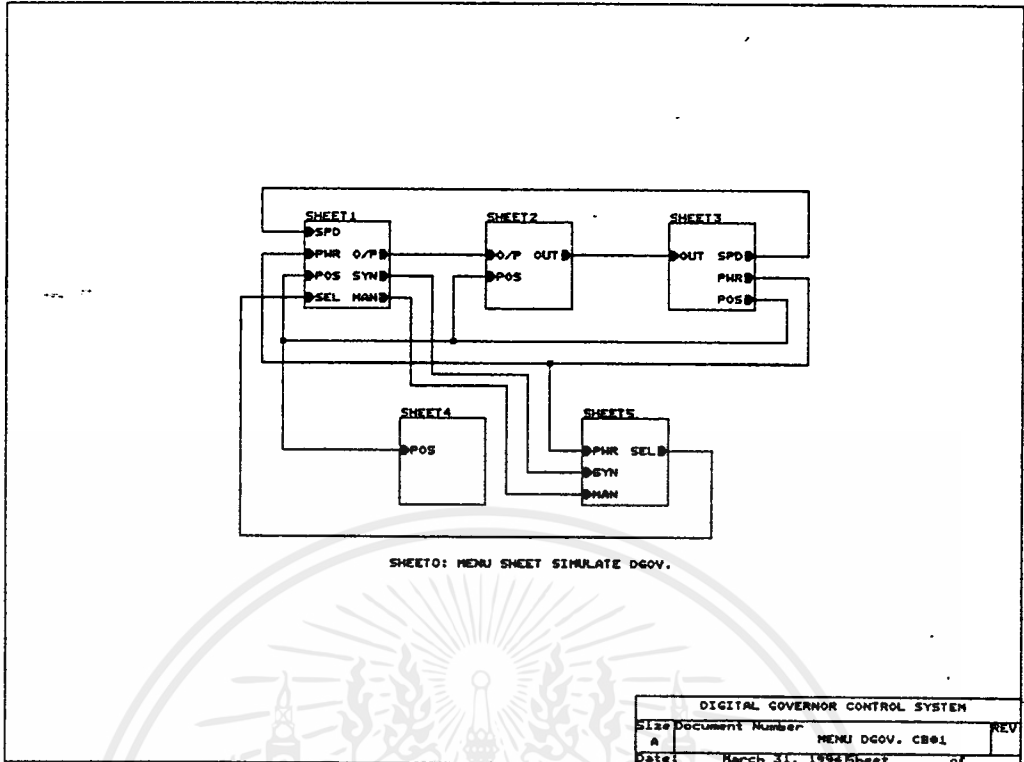 SHEET1
SPD
PWR O/P
POS SYN
SEL MAN
SHEET2
O/P OUT
POS
SHEET3
OUT SPD
PWR
POS
SHEET4
POS
SHEET5
PWR SEL
SYN
MAN
SHEET0: MENU SHEET SIMULATE DGOV.
DIGITAL GOVERNOR CONTROL SYSTEM
Size Document Number REV
A MENU DGOV. CB01
Date: March 31, 1996 Sheet of